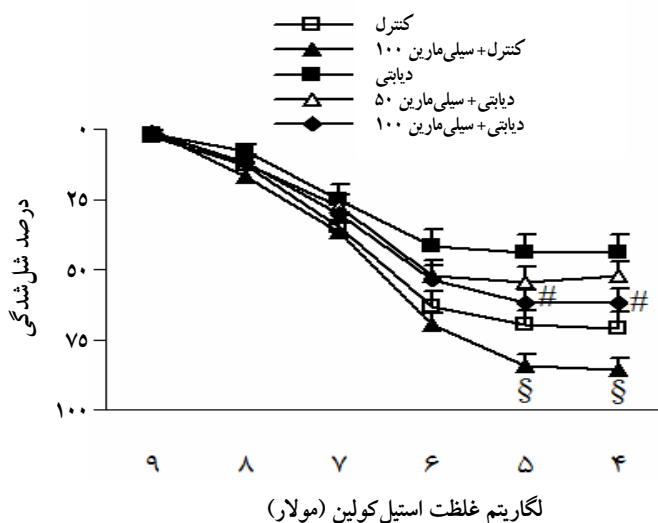 کنترل
کنترل+سیلی‌مارین ۱۰۰
دیابتی
دیابتی+سیلی‌مارین ۵۰
دیابتی+سیلی‌مارین ۱۰۰
درصد شل‌شدگی
۰
۲۵
۵۰
۷۵
۱۰۰
#
#
§
§
۹ ۸ ۷ ۶ ۵ ۴
لگاریتم غلظت استیل‌کولین (مولار)